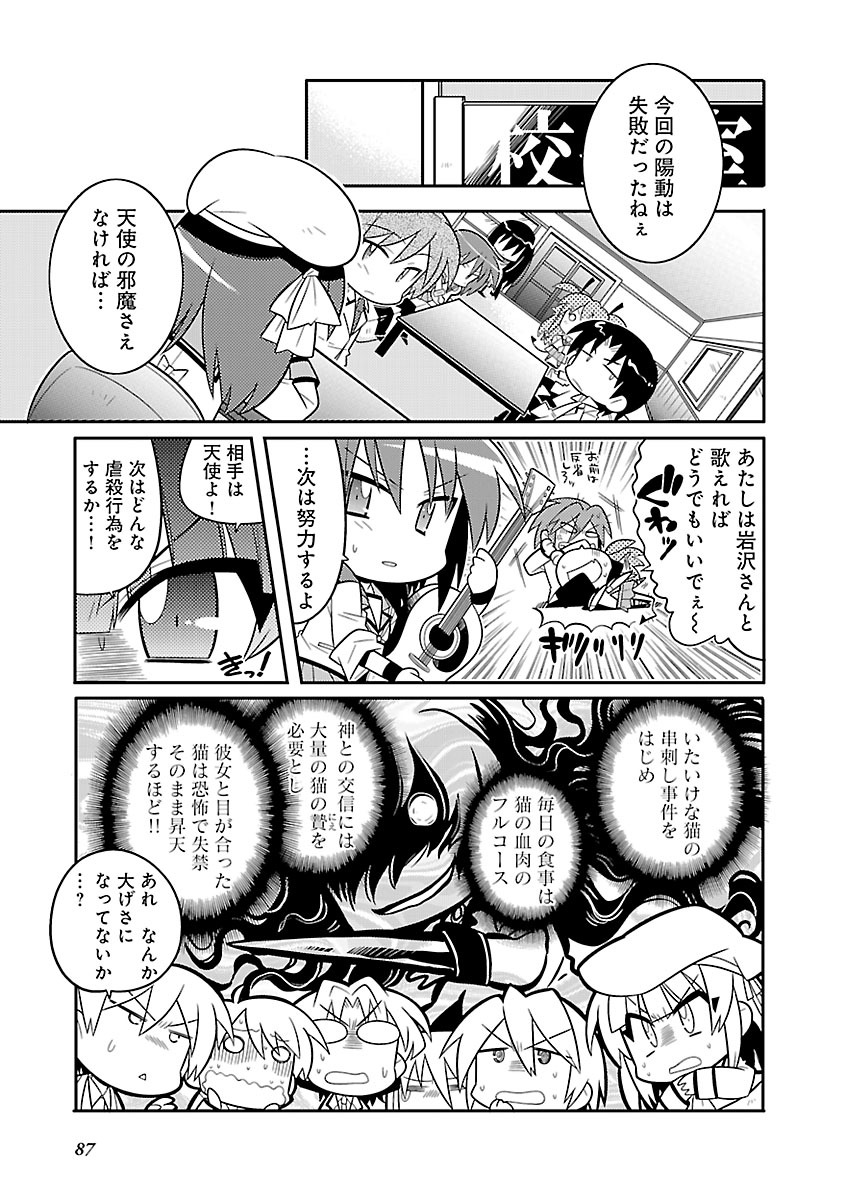 校長室
今回の陽動は
失敗だったねぇ
天使の邪魔さえ
なければ…
あたしは岩沢さんと
歌えれば
どうでもいいでぇ〜
ぐわッ
お前は
反省
しろ!!
ギリリリリ
…次は努力するよ
相手は
天使よ!
次はどんな
虐殺行為を
するか…!
きっ!
いたいけな猫の
串刺し事件を
はじめ
毎日の食事は
猫の血肉の
フルコース
神との交信には
大量の猫の贄を
にえ
必要とし
彼女と目が合った
猫は恐怖で失禁
そのまま昇天
するほど!!
あれ なんか
大げさに
なってないか
…?
87